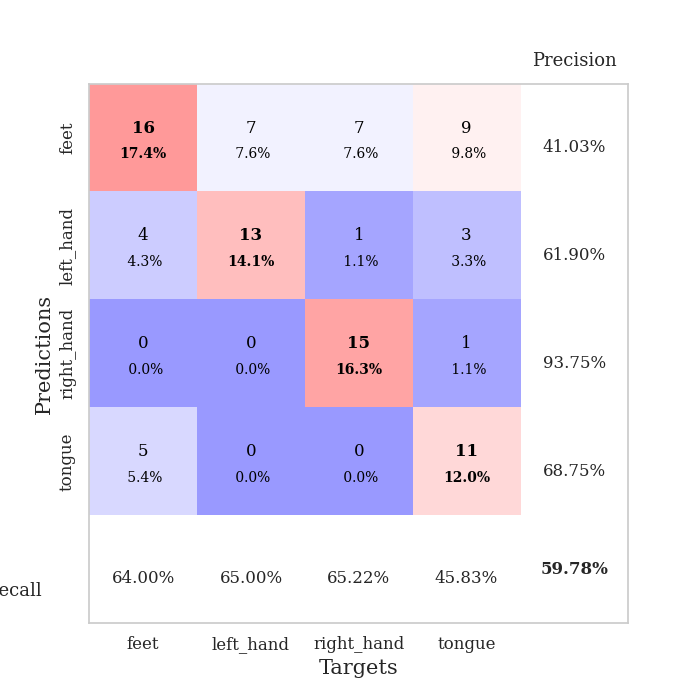 Precision
feet
16 7 7 9
17.4% 7.6% 7.6% 9.8%
41.03%
left_hand
4 13 1 3
4.3% 14.1% 1.1% 3.3%
61.90%
Predictions
right_hand
0 0 15 1
0.0% 0.0% 16.3% 1.1%
93.75%
tongue
5 0 0 11
5.4% 0.0% 0.0% 12.0%
68.75%
ecall
64.00% 65.00% 65.22% 45.83% 59.78%
feet left_hand right_hand tongue
Targets